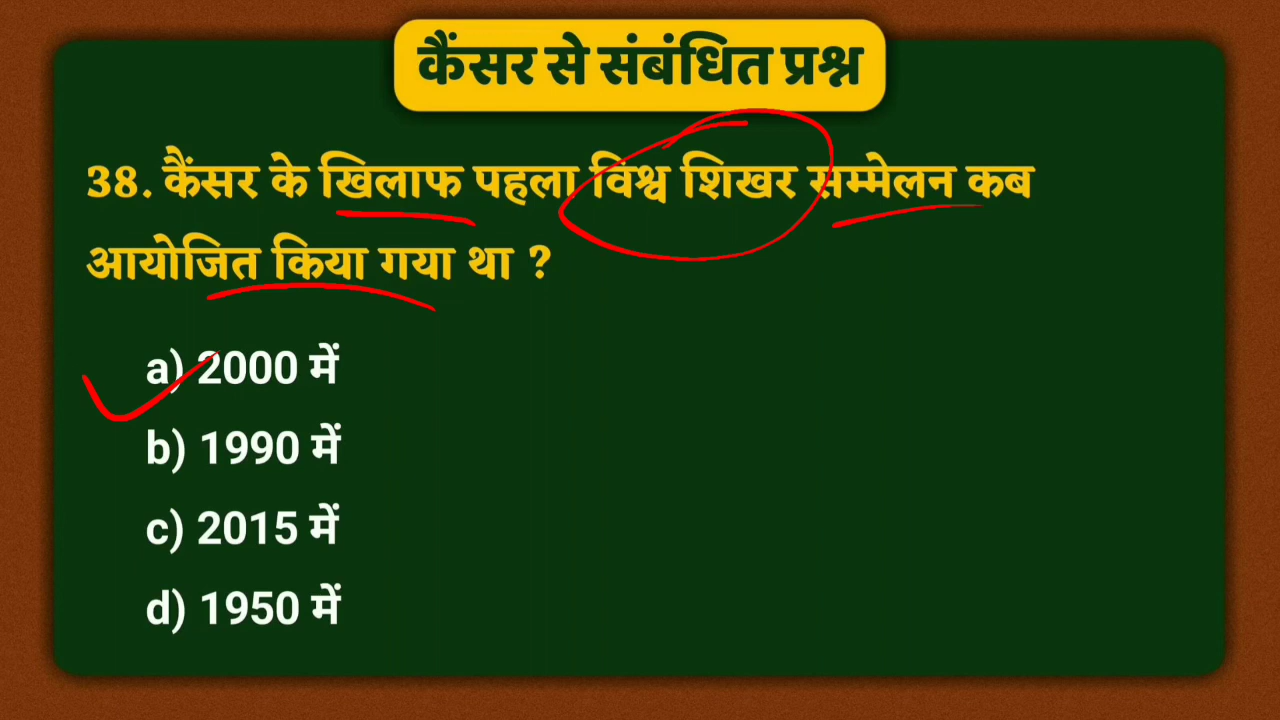 कैंसर से संबंधित प्रश्न
38. कैंसर के खिलाफ पहला विश्व शिखर सम्मेलन कब
आयोजित किया गया था ?
a) 2000 में
b) 1990 में
c) 2015 में
d) 1950 में